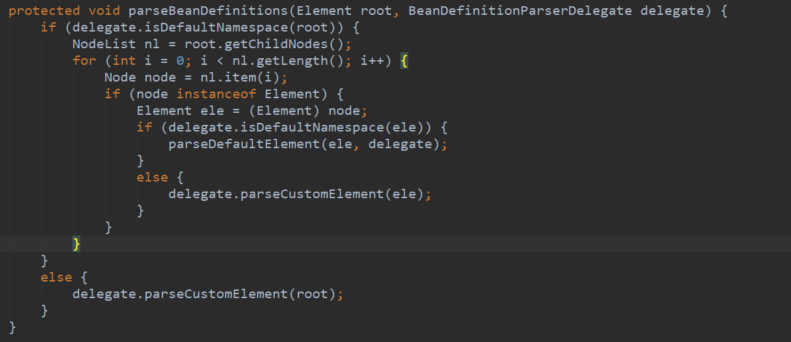 protected void parseBeanDefinitions(Element root, BeanDefinitionParserDelegate delegate) {
    if (delegate.isDefaultNamespace(root)) {
        NodeList nl = root.getChildNodes();
        for (int i = 0; i < nl.getLength(); i++) {
            Node node = nl.item(i);
            if (node instanceof Element) {
                Element ele = (Element) node;
                if (delegate.isDefaultNamespace(ele)) {
                    parseDefaultElement(ele, delegate);
                }
                else {
                    delegate.parseCustomElement(ele);
                }
            }
        }
    }
    else {
        delegate.parseCustomElement(root);
    }
}